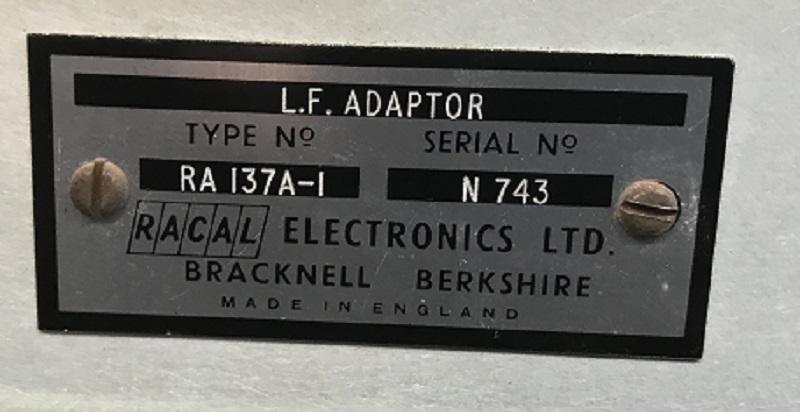 L.F. ADAPTOR
TYPE Nº SERIAL Nº
RA 137A-1 N 743
RACAL ELECTRONICS LTD.
BRACKNELL BERKSHIRE
MADE IN ENGLAND